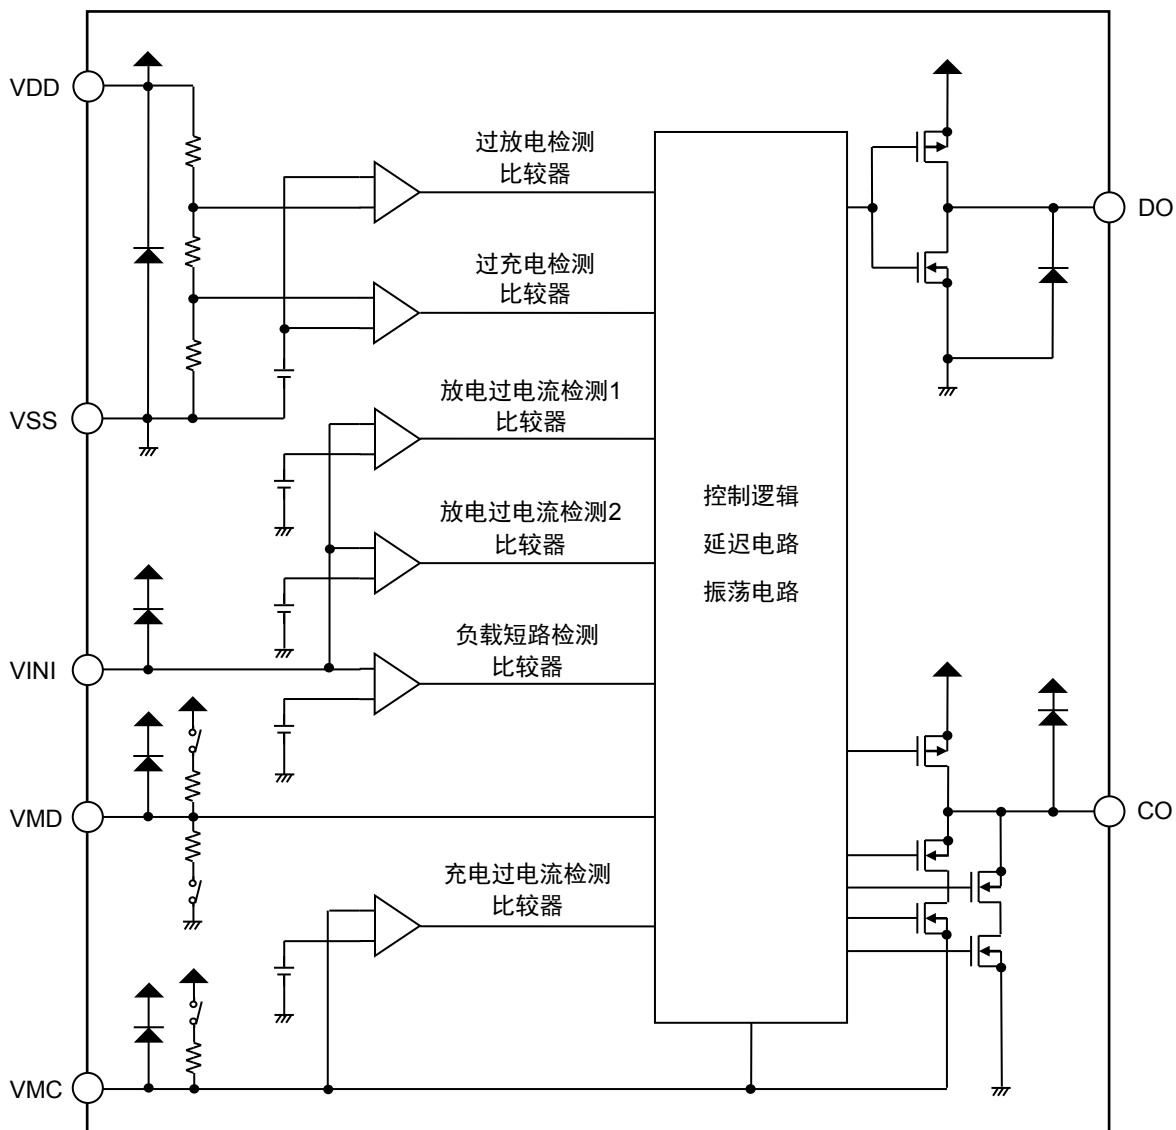 VDD
过放电检测
比较器
DO
过充电检测
比较器
VSS
放电过电流检测1
比较器
放电过电流检测2
比较器
控制逻辑
延迟电路
振荡电路
VINI
负载短路检测
比较器
VMD
CO
充电过电流检测
比较器
VMC